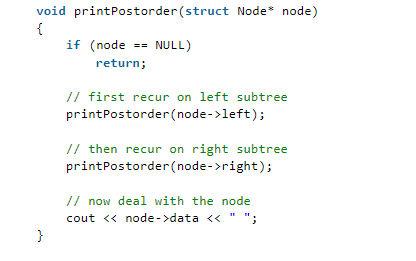 void printPostorder(struct Node* node)
{
    if (node == NULL)
        return;

    // first recur on left subtree
    printPostorder(node->left);

    // then recur on right subtree
    printPostorder(node->right);

    // now deal with the node
    cout << node->data << " ";
}